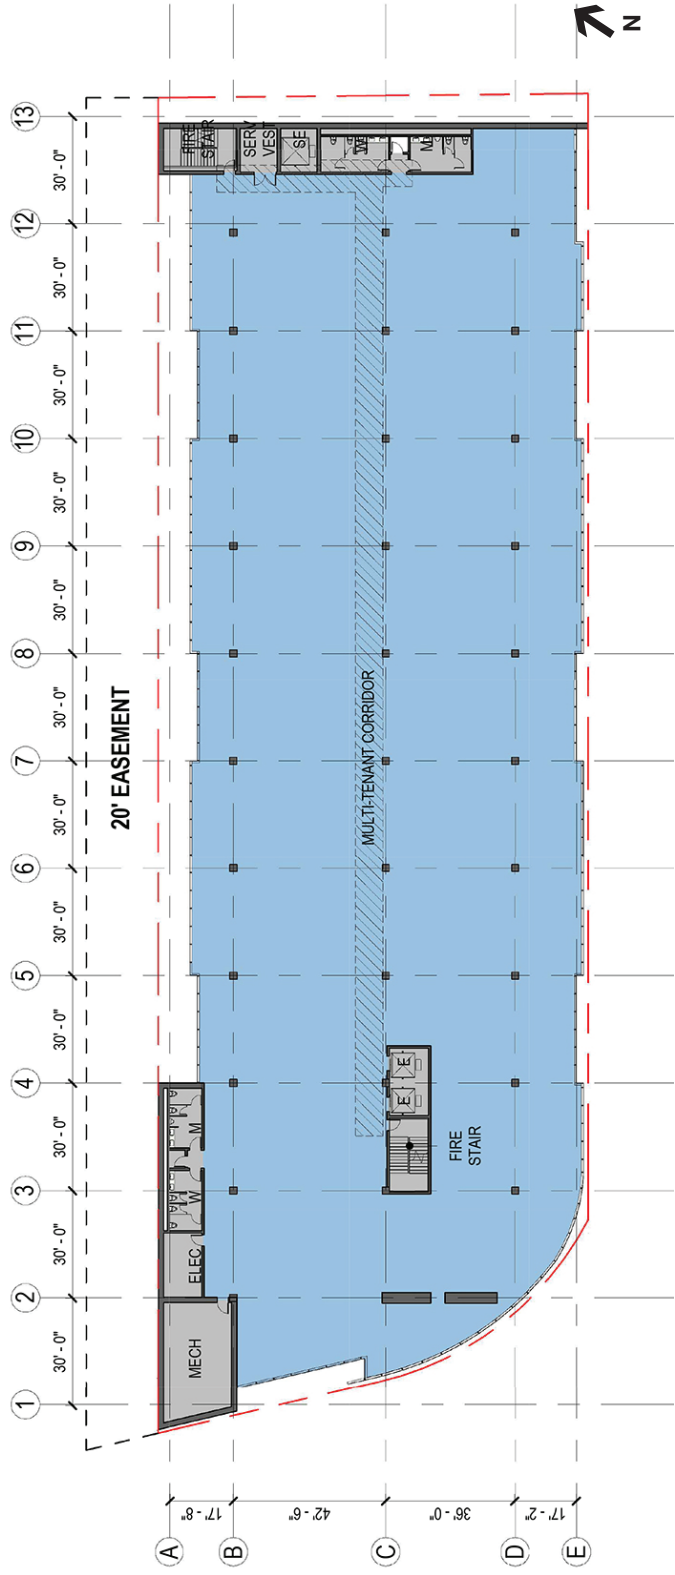 N
13
12
11
10
9
8
7
6
5
4
3
2
1
30' - 0"
30' - 0"
30' - 0"
30' - 0"
30' - 0"
30' - 0"
30' - 0"
30' - 0"
30' - 0"
30' - 0"
30' - 0"
30' - 0"
20' EASEMENT
FIRE
STAIR
SERV
VEST
SE
W
M
MULTI-TENANT CORRIDOR
E
E
FIRE
STAIR
M
W
ELEC
MECH
17' - 8"
42' - 6"
36' - 0"
17' - 2"
A
B
C
D
E